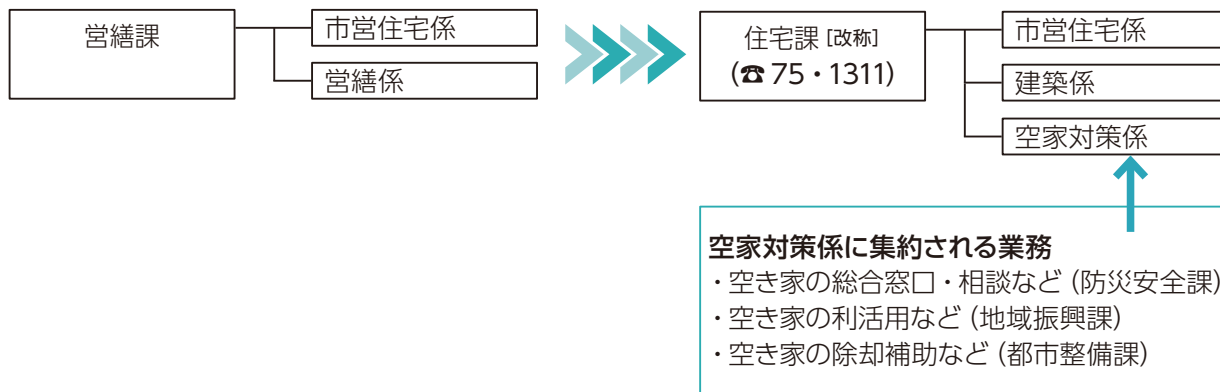 営繕課
市営住宅係
営繕係
住宅課 [改称]
(☎75・1311)
市営住宅係
建築係
空家対策係
空家対策係に集約される業務
・空き家の総合窓口・相談など (防災安全課)
・空き家の利活用など (地域振興課)
・空き家の除却補助など (都市整備課)